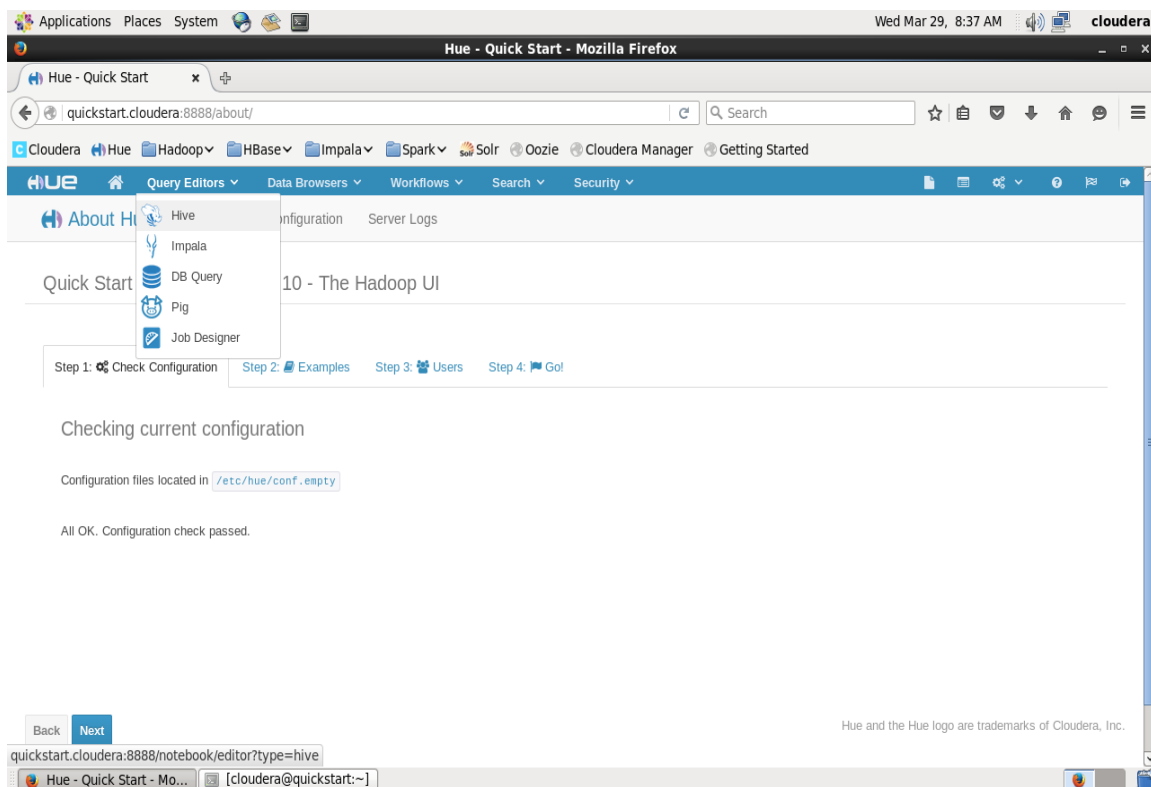 Applications Places System Wed Mar 29, 8:37 AM cloudera
Hue - Quick Start - Mozilla Firefox
Hue - Quick Start
quickstart.cloudera:8888/about/ Search
Cloudera Hue Hadoop HBase Impala Spark Solr Oozie Cloudera Manager Getting Started
HUE Query Editors Data Browsers Workflows Search Security
About Hu Hive nfiguration Server Logs
Impala
Quick Start DB Query 10 - The Hadoop UI
Pig
Job Designer
Step 1: Check Configuration Step 2: Examples Step 3: Users Step 4: Go!
Checking current configuration
Configuration files located in /etc/hue/conf.empty
All OK. Configuration check passed.
Back Next Hue and the Hue logo are trademarks of Cloudera, Inc.
quickstart.cloudera:8888/notebook/editor?type=hive
Hue - Quick Start - Mo... [cloudera@quickstart:~]